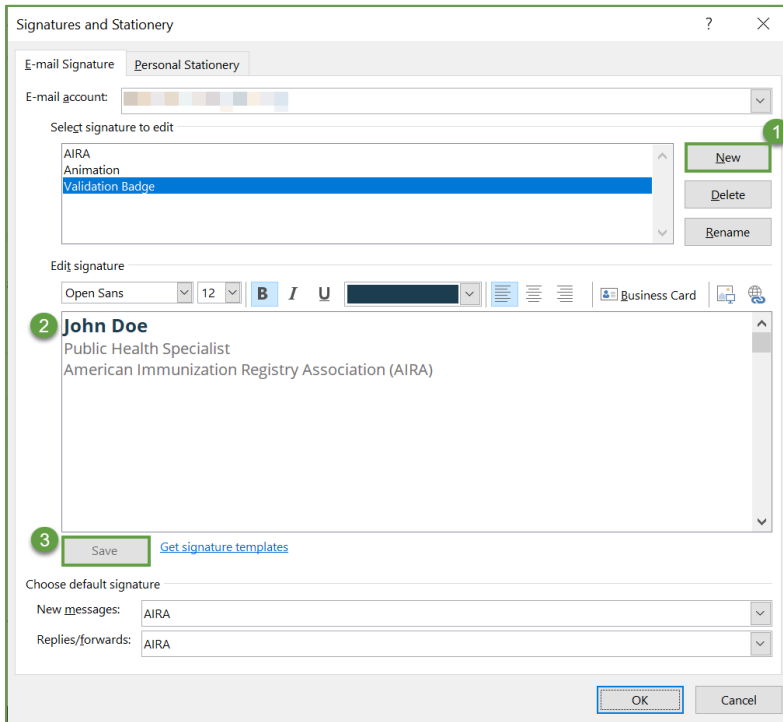 Signatures and Stationery ?
E-mail Signature Personal Stationery
E-mail account:
Select signature to edit
1
AIRA
Animation
Validation Badge
New
Delete
Rename
Edit signature
Open Sans 12 B I U Business Card
2
John Doe
Public Health Specialist
American Immunization Registry Association (AIRA)
3
Save Get signature templates
Choose default signature
New messages: AIRA
Replies/forwards: AIRA
OK Cancel